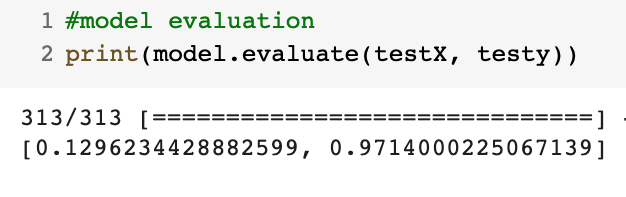 1 #model evaluation
2 print(model.evaluate(testX, testy))
313/313 [==============================] -
[0.1296234428882599, 0.9714000225067139]